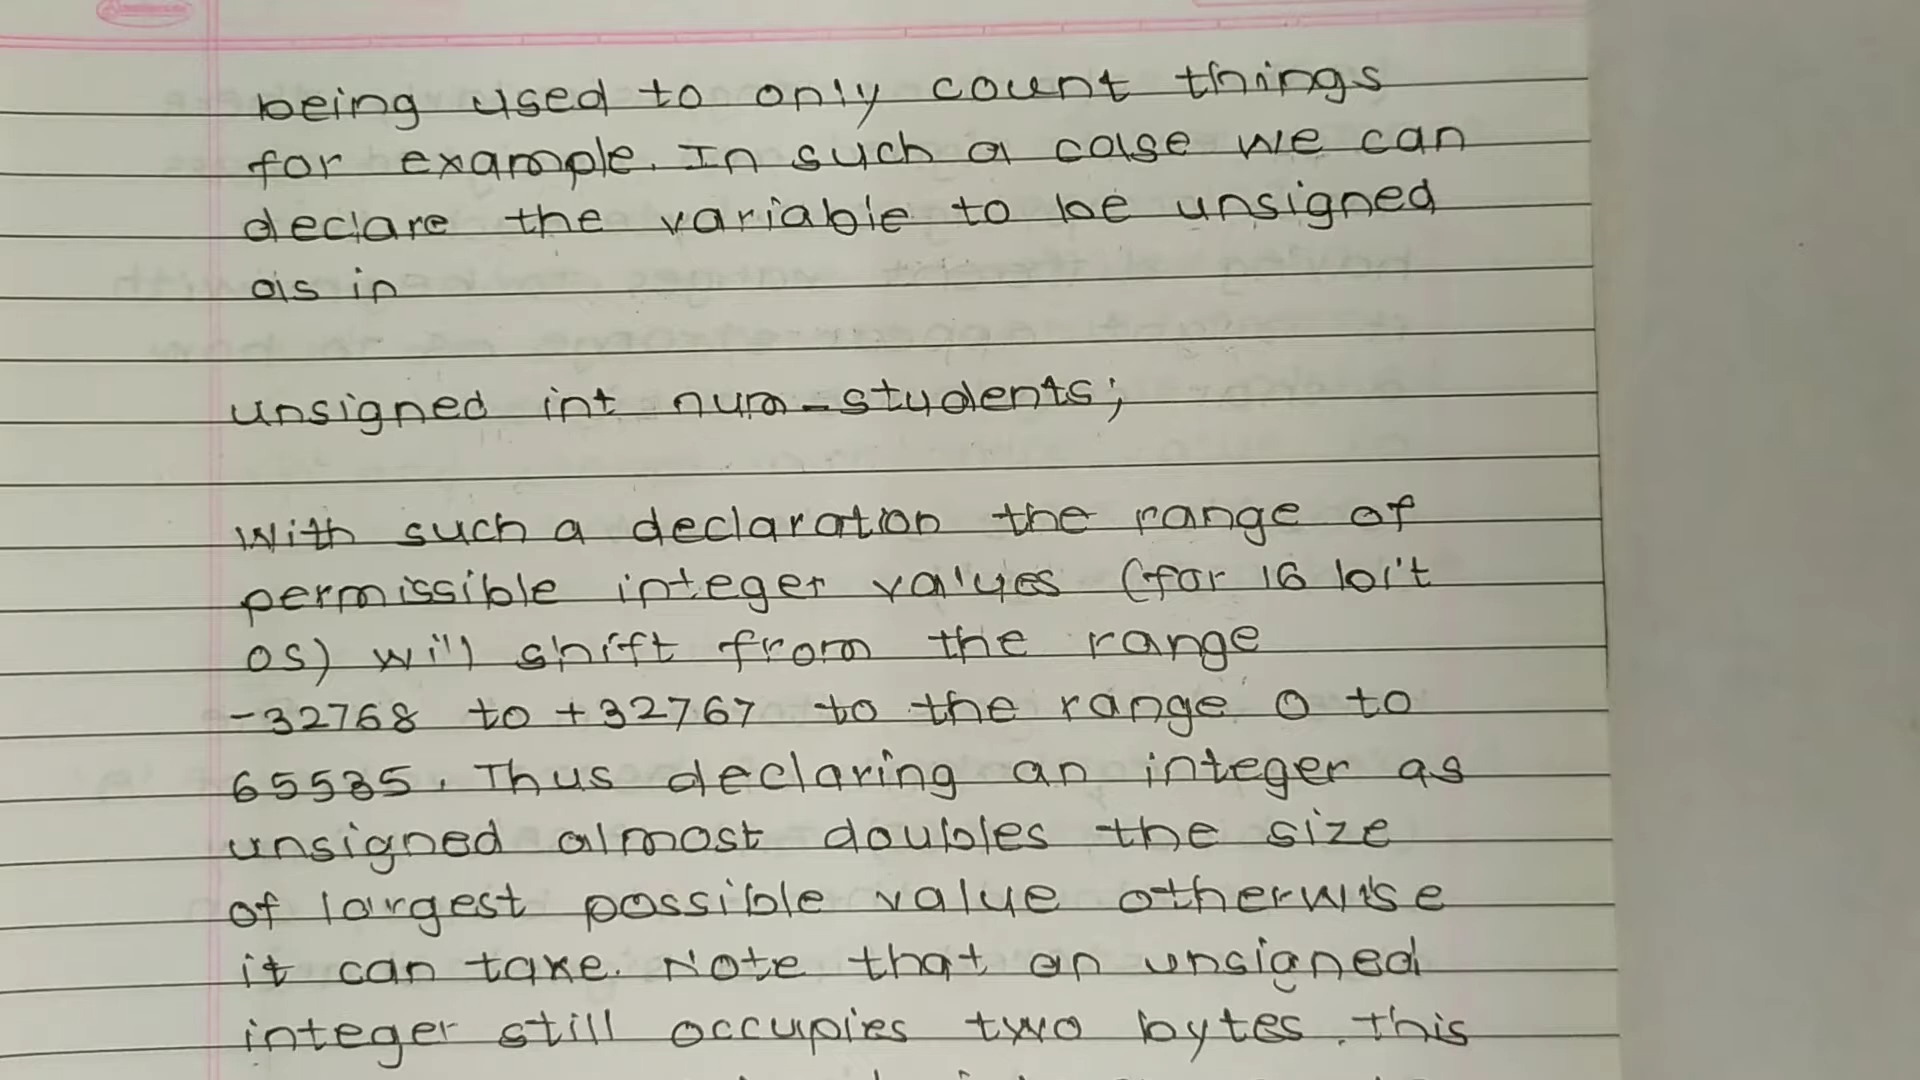 being used to only count things
for example. In such a case we can
declare the variable to be unsigned
as in
unsigned int num_students;
With such a declaration the range of
permissible integer values (for 16 bit
OS) will shift from the range
-32768 to +32767 to the range 0 to
65535. Thus declaring an integer as
unsigned almost doubles the size
of largest possible value otherwise
it can take. Note that an unsigned
integer still occupies two bytes. This